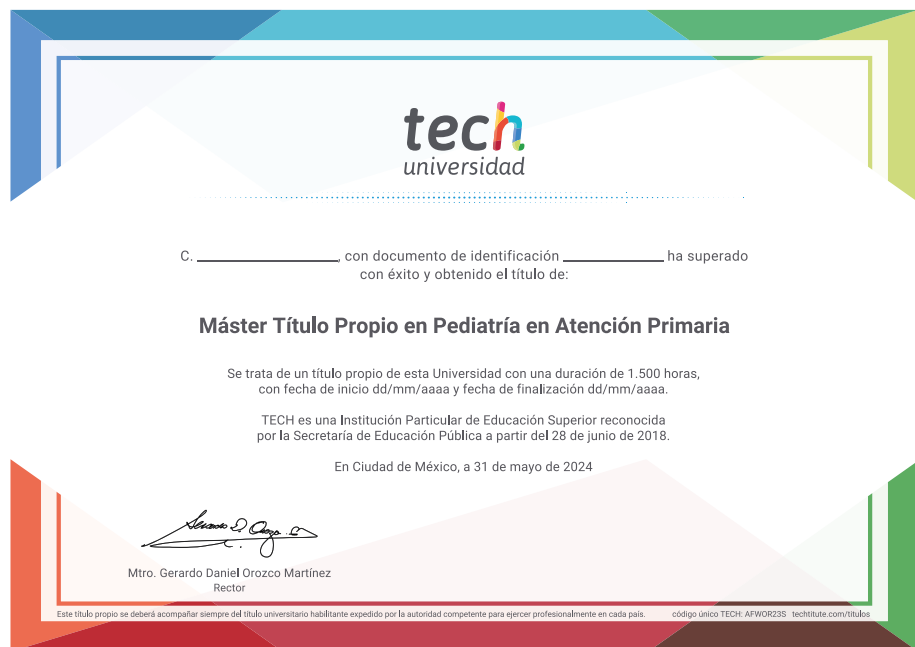 tech
universidad
C. ____________________, con documento de identificación ______________ ha superado
con éxito y obtenido el título de:
Máster Título Propio en Pediatría en Atención Primaria
Se trata de un título propio de esta Universidad con una duración de 1.500 horas,
con fecha de inicio dd/mm/aaaa y fecha de finalización dd/mm/aaaa.
TECH es una Institución Particular de Educación Superior reconocida
por la Secretaría de Educación Pública a partir del 28 de junio de 2018.
En Ciudad de México, a 31 de mayo de 2024
Mtro. Gerardo Daniel Orozco Martínez
Rector
Este título propio se deberá acompañar siempre del título universitario habilitante expedido por la autoridad competente para ejercer profesionalmente en cada país. código único TECH: AFWOR23S techtitute.com/titulos